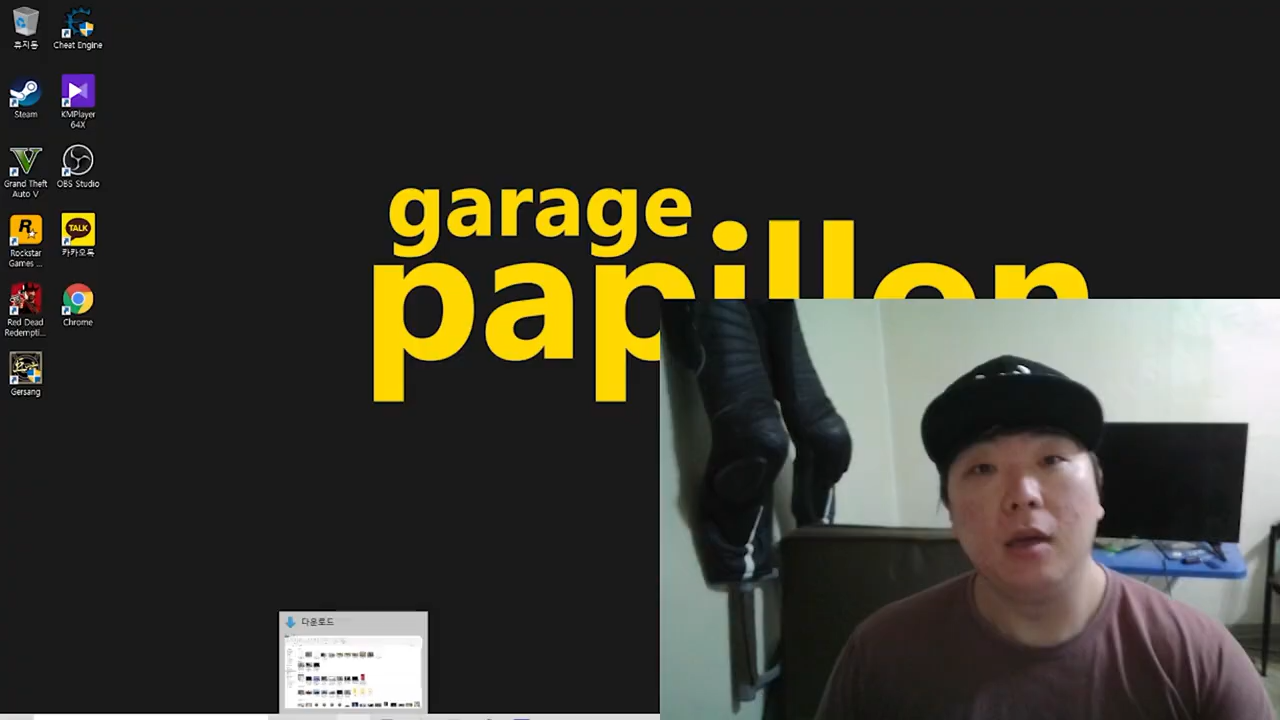 휴지통
Cheat Engine
Steam
KMPlayer
64X
Grand Theft
Auto V
OBS Studio
Rockstar
Games ...
TALK
카카오톡
Red Dead
Redempti...
Chrome
Gersang
garage
papillon
다운로드